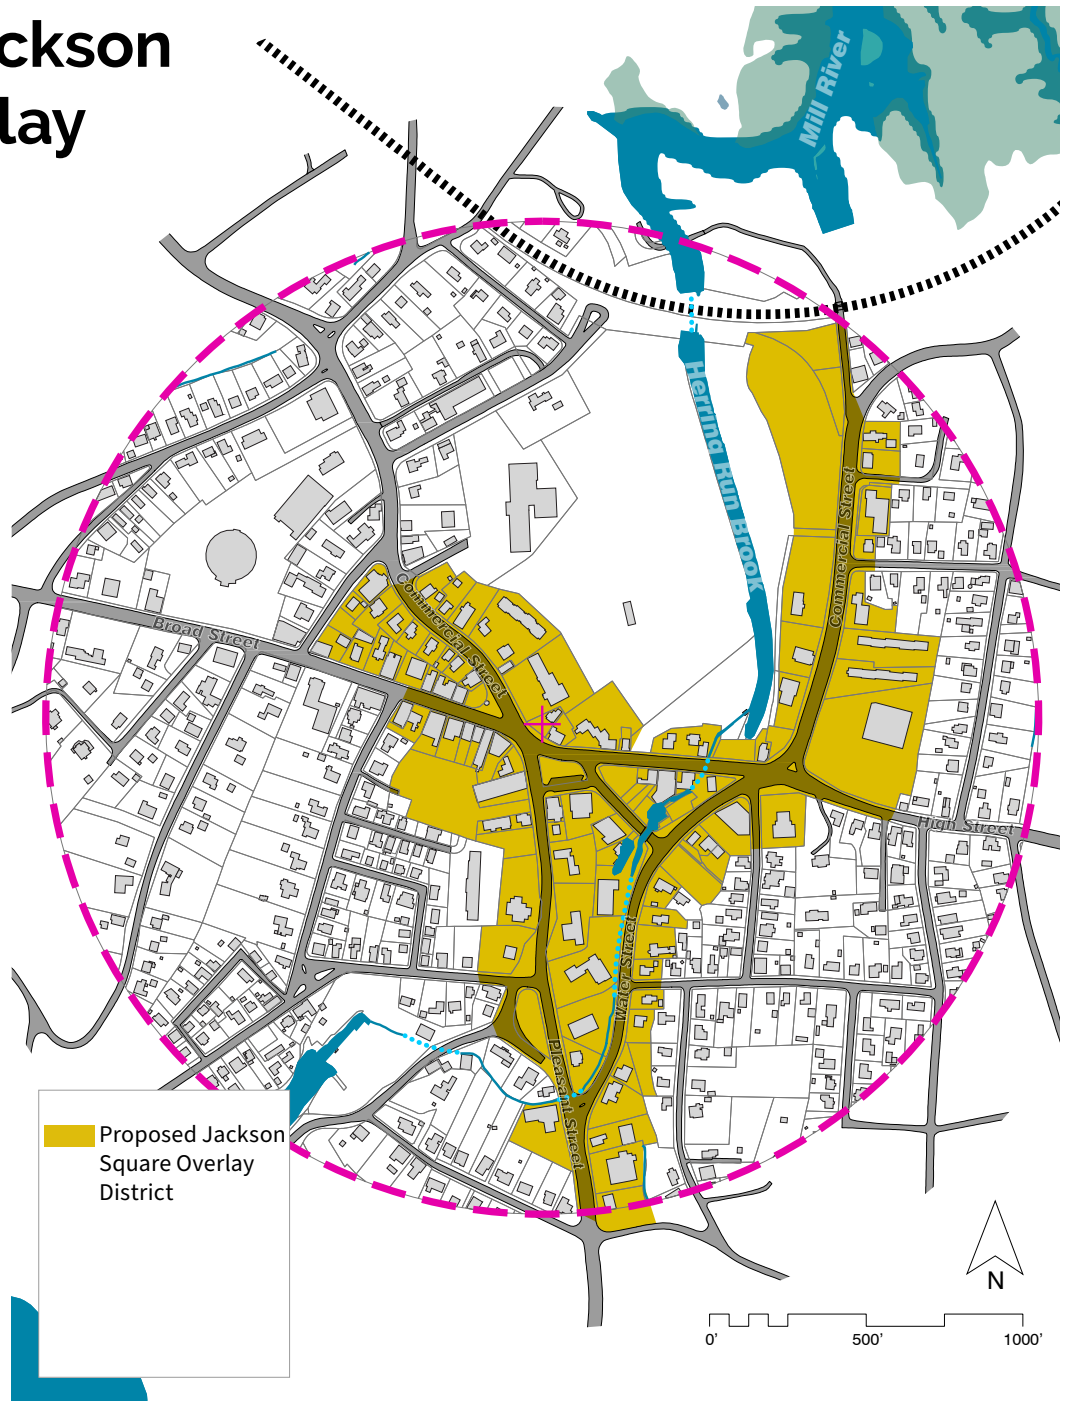 ckson
lay
Mill River
Herring Run Brook
Commercial Street
Commercial Street
Broad Street
High Street
Water Street
Pleasant Street
Proposed Jackson
Square Overlay
District
N
0' 500' 1000'